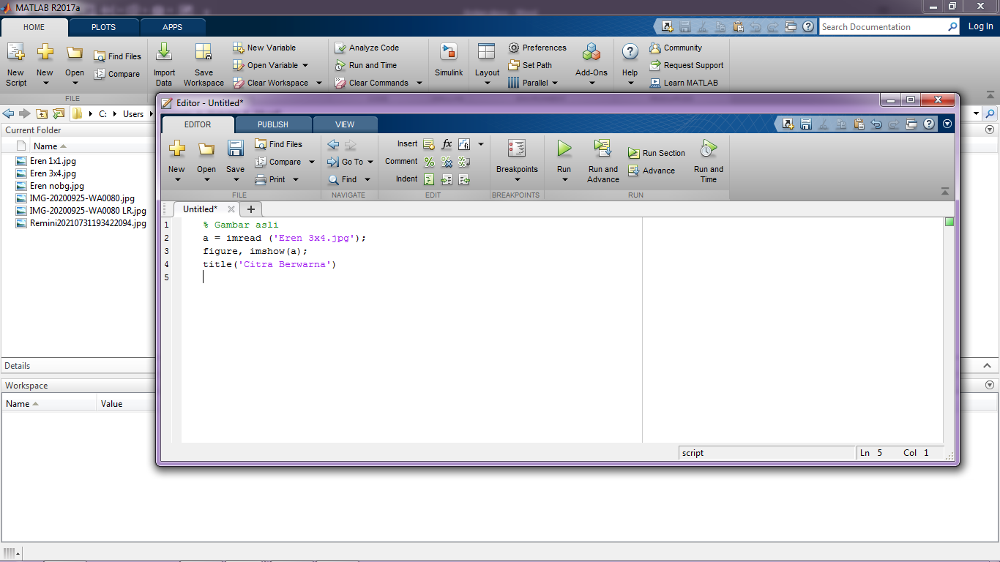 MATLAB R2017a
HOME PLOTS APPS
Search Documentation
Log In
New Script
New
Open
Find Files
Compare
FILE
Import Data
Save Workspace
New Variable
Open Variable
Clear Workspace
Analyze Code
Run and Time
Clear Commands
Simulink
Layout
Preferences
Set Path
Parallel
Add-Ons
Help
Community
Request Support
Learn MATLAB
C: Users
Current Folder
Name
Eren 1x1.jpg
Eren 3x4.jpg
Eren nobg.jpg
IMG-20200925-WA0080.jpg
IMG-20200925-WA0080 LR.jpg
Remini20210731193422094.jpg
Details
Workspace
Name Value
Editor - Untitled*
EDITOR PUBLISH VIEW
New
Open
Save
Find Files
Compare
Print
FILE
Go To
Find
NAVIGATE
Insert
Comment
Indent
EDIT
Breakpoints
BREAKPOINTS
Run
Run and Advance
Run Section
Advance
Run and Time
RUN
Untitled*
1 % Gambar asli
2 a = imread ('Eren 3x4.jpg');
3 figure, imshow(a);
4 title('Citra Berwarna')
5
script
Ln 5 Col 1